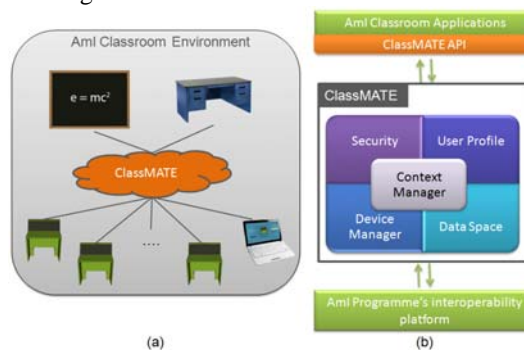 AmI Classroom Environment
e = mc²
ClassMATE
....
(a)
AmI Classroom Applications
ClassMATE API
ClassMATE
Security
User Profile
Context
Manager
Device
Manager
Data Space
AmI Programme's interoperability
platform
(b)